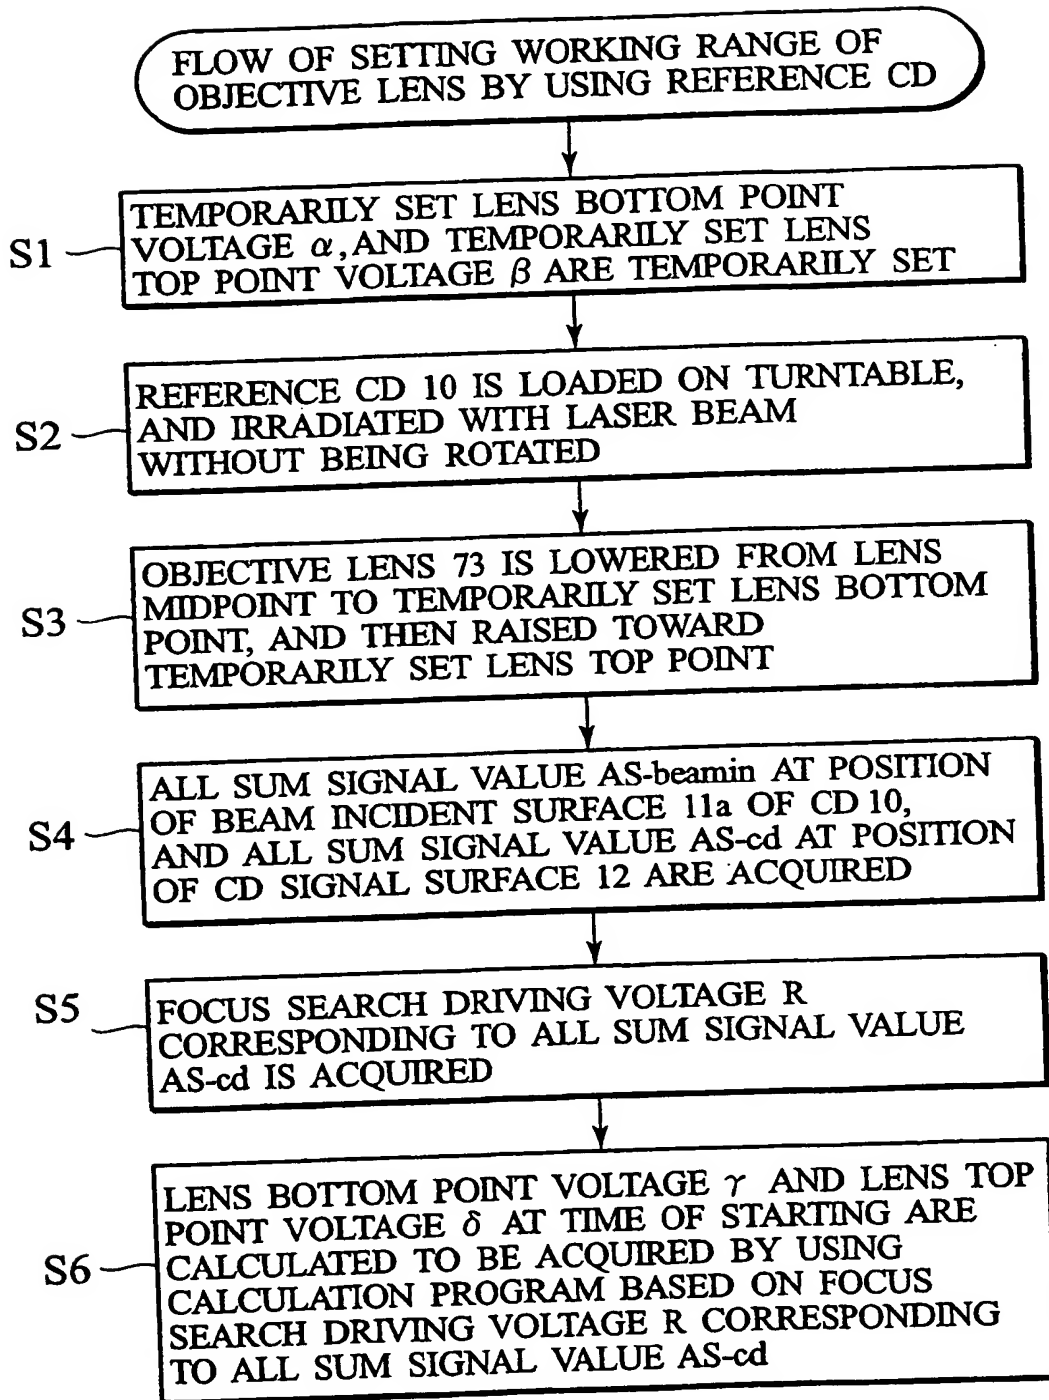 FLOW OF SETTING WORKING RANGE OF
OBJECTIVE LENS BY USING REFERENCE CD
S1
TEMPORARILY SET LENS BOTTOM POINT
VOLTAGE α, AND TEMPORARILY SET LENS
TOP POINT VOLTAGE β ARE TEMPORARILY SET
S2
REFERENCE CD 10 IS LOADED ON TURNTABLE,
AND IRRADIATED WITH LASER BEAM
WITHOUT BEING ROTATED
S3
OBJECTIVE LENS 73 IS LOWERED FROM LENS
MIDPOINT TO TEMPORARILY SET LENS BOTTOM
POINT, AND THEN RAISED TOWARD
TEMPORARILY SET LENS TOP POINT
S4
ALL SUM SIGNAL VALUE AS-beamin AT POSITION
OF BEAM INCIDENT SURFACE 11a OF CD 10,
AND ALL SUM SIGNAL VALUE AS-cd AT POSITION
OF CD SIGNAL SURFACE 12 ARE ACQUIRED
S5
FOCUS SEARCH DRIVING VOLTAGE R
CORRESPONDING TO ALL SUM SIGNAL VALUE
AS-cd IS ACQUIRED
S6
LENS BOTTOM POINT VOLTAGE γ AND LENS TOP
POINT VOLTAGE δ AT TIME OF STARTING ARE
CALCULATED TO BE ACQUIRED BY USING
CALCULATION PROGRAM BASED ON FOCUS
SEARCH DRIVING VOLTAGE R CORRESPONDING
TO ALL SUM SIGNAL VALUE AS-cd